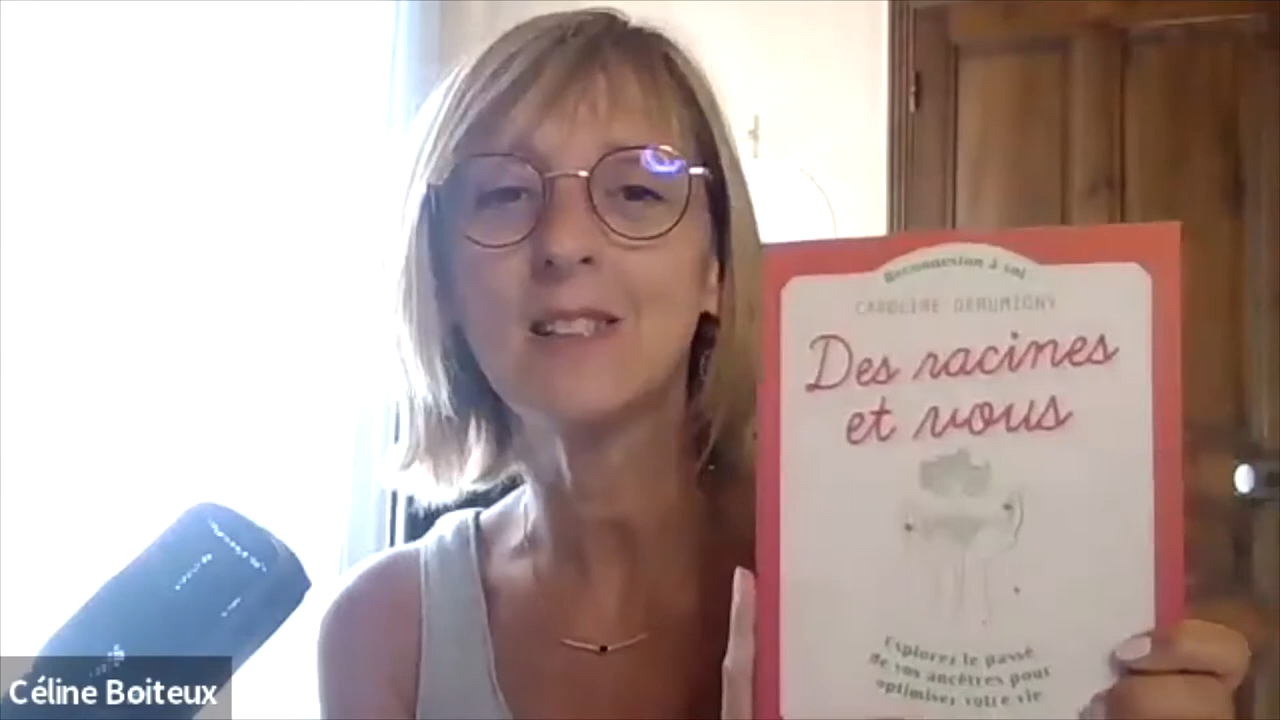 Reconnexion à soi
CAROLINE DERUMIGNY
Des racines
et vous
Explorez le passé
de vos ancêtres pour
optimiser votre vie
Céline Boiteux